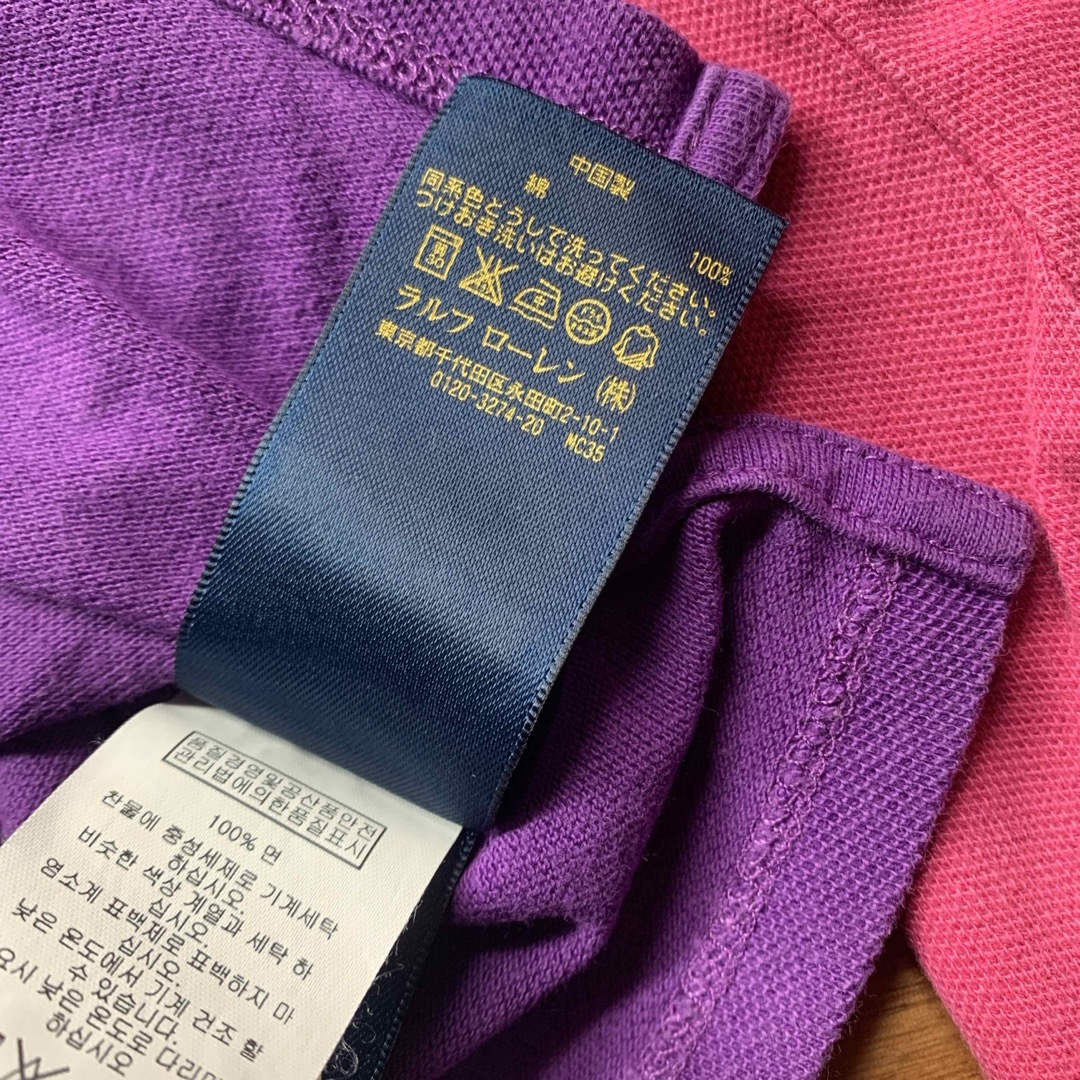 中国製
綿 100%
同系色どうしで洗ってください。
つけおき洗いはお避けください。
ラルフ ローレン (株)
東京都千代田区永田町2-10-1
0120-3274-20 MC35
품질경영및공산품안전
관리법에의한품질표시
100% 면
찬물에 중성세제로 기계세탁
하십시오.
비슷한 색상 계열과 세탁 하
십시오.
염소계 표백제로 표백하지 마
십시오.
낮은 온도에서 기계 건조 할
수 있습니다.
요시 낮은 온도로 다리미
하십시오